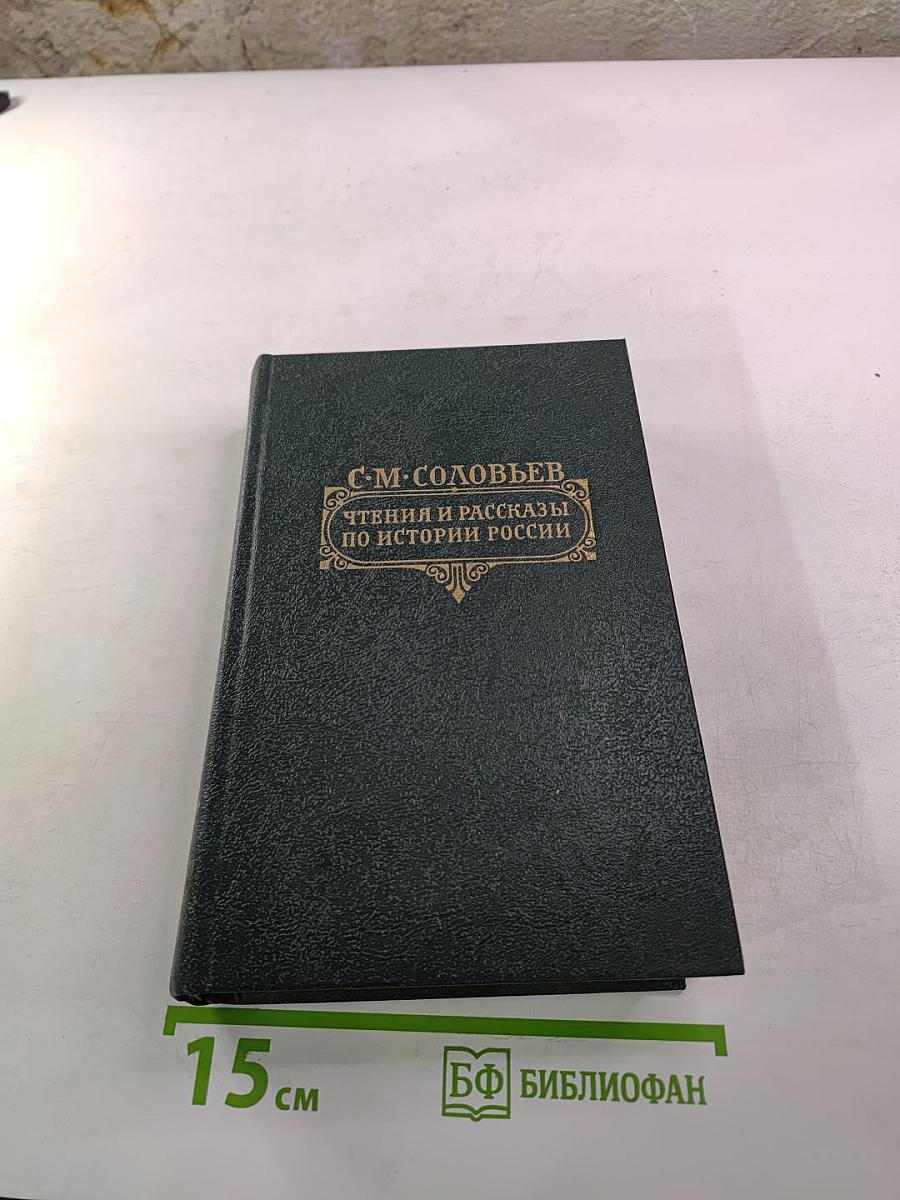 С·М·СОЛОВЬЕВ
ЧТЕНИЯ И РАССКАЗЫ
ПО ИСТОРИИ РОССИИ
15 см
БФ БИБЛИОФАН